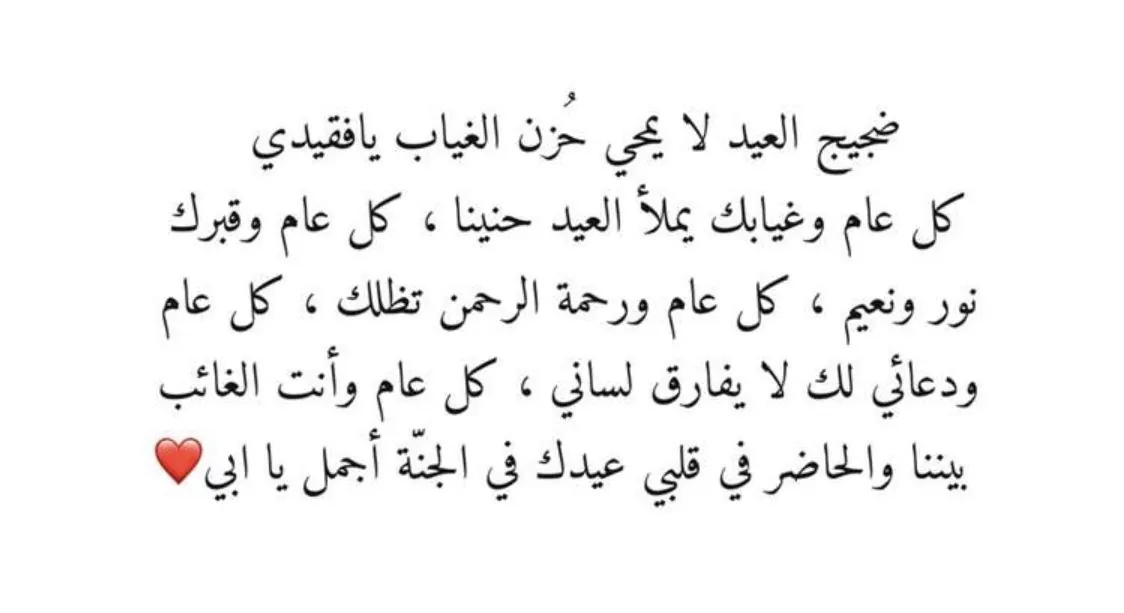 ضجيج العيد لا يمحي حُزن الغياب يافقيدي
كل عام وغيابك يملأ العيد حنينا ، كل عام وقبرك
نور ونعيم ، كل عام ورحمة الرحمن تظلك ، كل عام
ودعائي لك لا يفارق لساني ، كل عام وأنت الغائب
بيننا والحاضر في قلبي عيدك في الجنّة أجمل يا ابي❤️